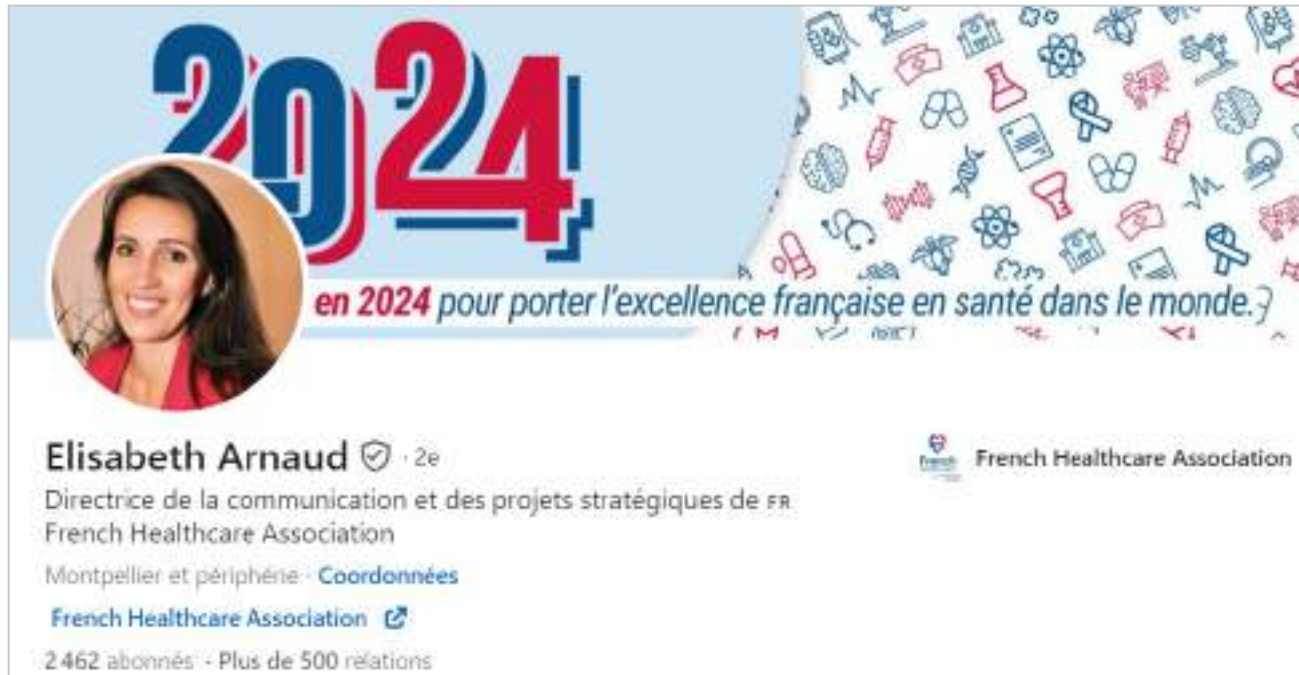 2024
en 2024 pour porter l'excellence française en santé dans le monde.
Elisabeth Arnaud · 2e
Directrice de la communication et des projets stratégiques de FR
French Healthcare Association
Montpellier et périphérie · Coordonnées
French Healthcare Association
2 462 abonnés · Plus de 500 relations
French
French Healthcare Association